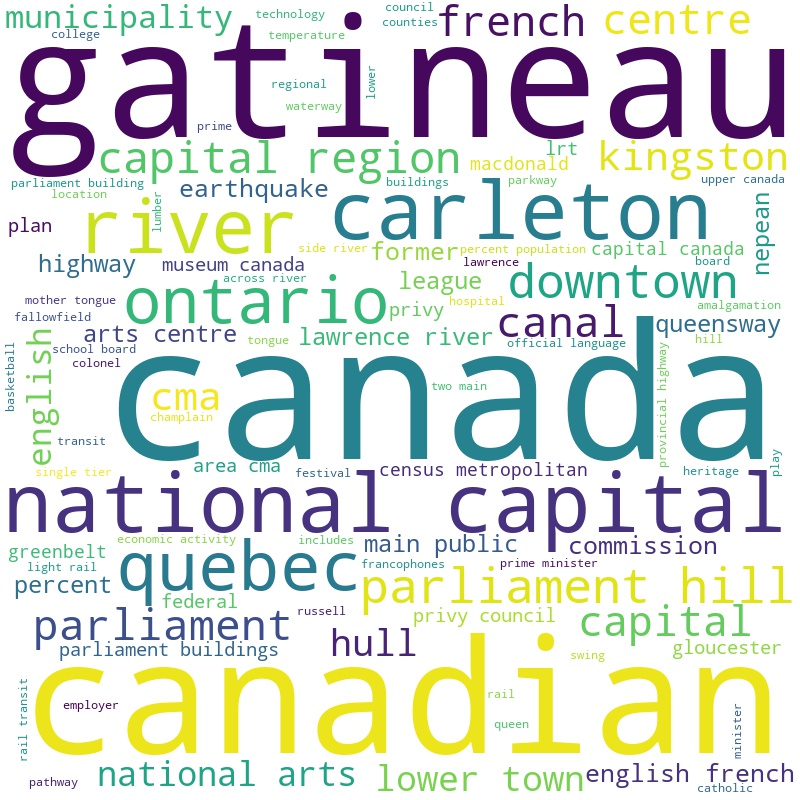 municipality
technology
council
french
centre
counties
college
temperature
gatineau
regional
lower
waterway
prime
capital region
lrt
macdonald
kingston
parliament building
earthquake
buildings
parkway
upper canada
location
lumber
carleton
nepean
plan
river
side river
former
percent population
capital canada
highway
museum canada
lawrence
board
across river
league
downtown
mother tongue
ontario
privy
hospital
amalgamation
fallowfield
canal
queensway
arts centre
lawrence river
official language
hill
english
school board
tongue
basketball
colonel
canada
provincial highway
two main
cma
champlain
transit
single tier
area cma
festival
census metropolitan
heritage
play
national capital
economic activity
includes
main public
commission
greenbelt
light rail
quebec
francophones
prime minister
percent
parliament hill
federal
russell
privy council
capital
parliament
hull
parliament buildings
gloucester
swing
canadian
rail transit
rail
employer
queen
minister
pathway
national arts
lower town
english french
catholic